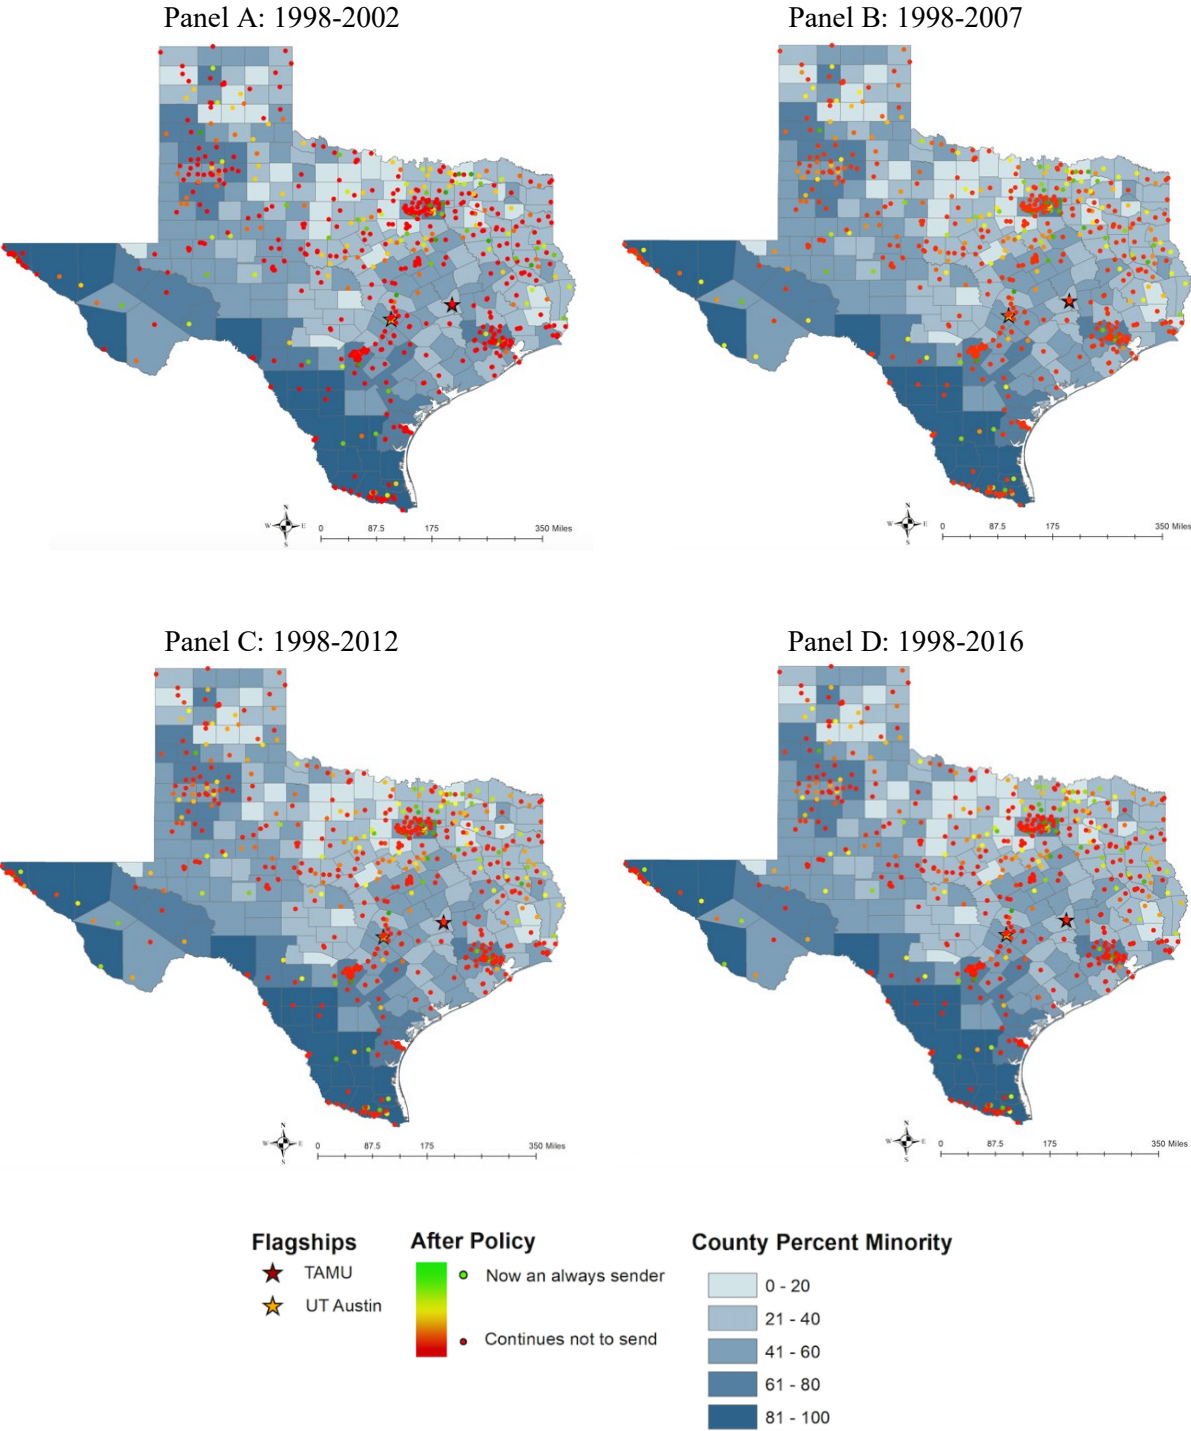 Panel A: 1998-2002
Panel B: 1998-2007
N
W E
S
0 87.5 175 350 Miles
N
W E
S
0 87.5 175 350 Miles
Panel C: 1998-2012
Panel D: 1998-2016
N
W E
S
0 87.5 175 350 Miles
N
W E
S
0 87.5 175 350 Miles
Flagships
TAMU
UT Austin
After Policy
Now an always sender
Continues not to send
County Percent Minority
0 - 20
21 - 40
41 - 60
61 - 80
81 - 100